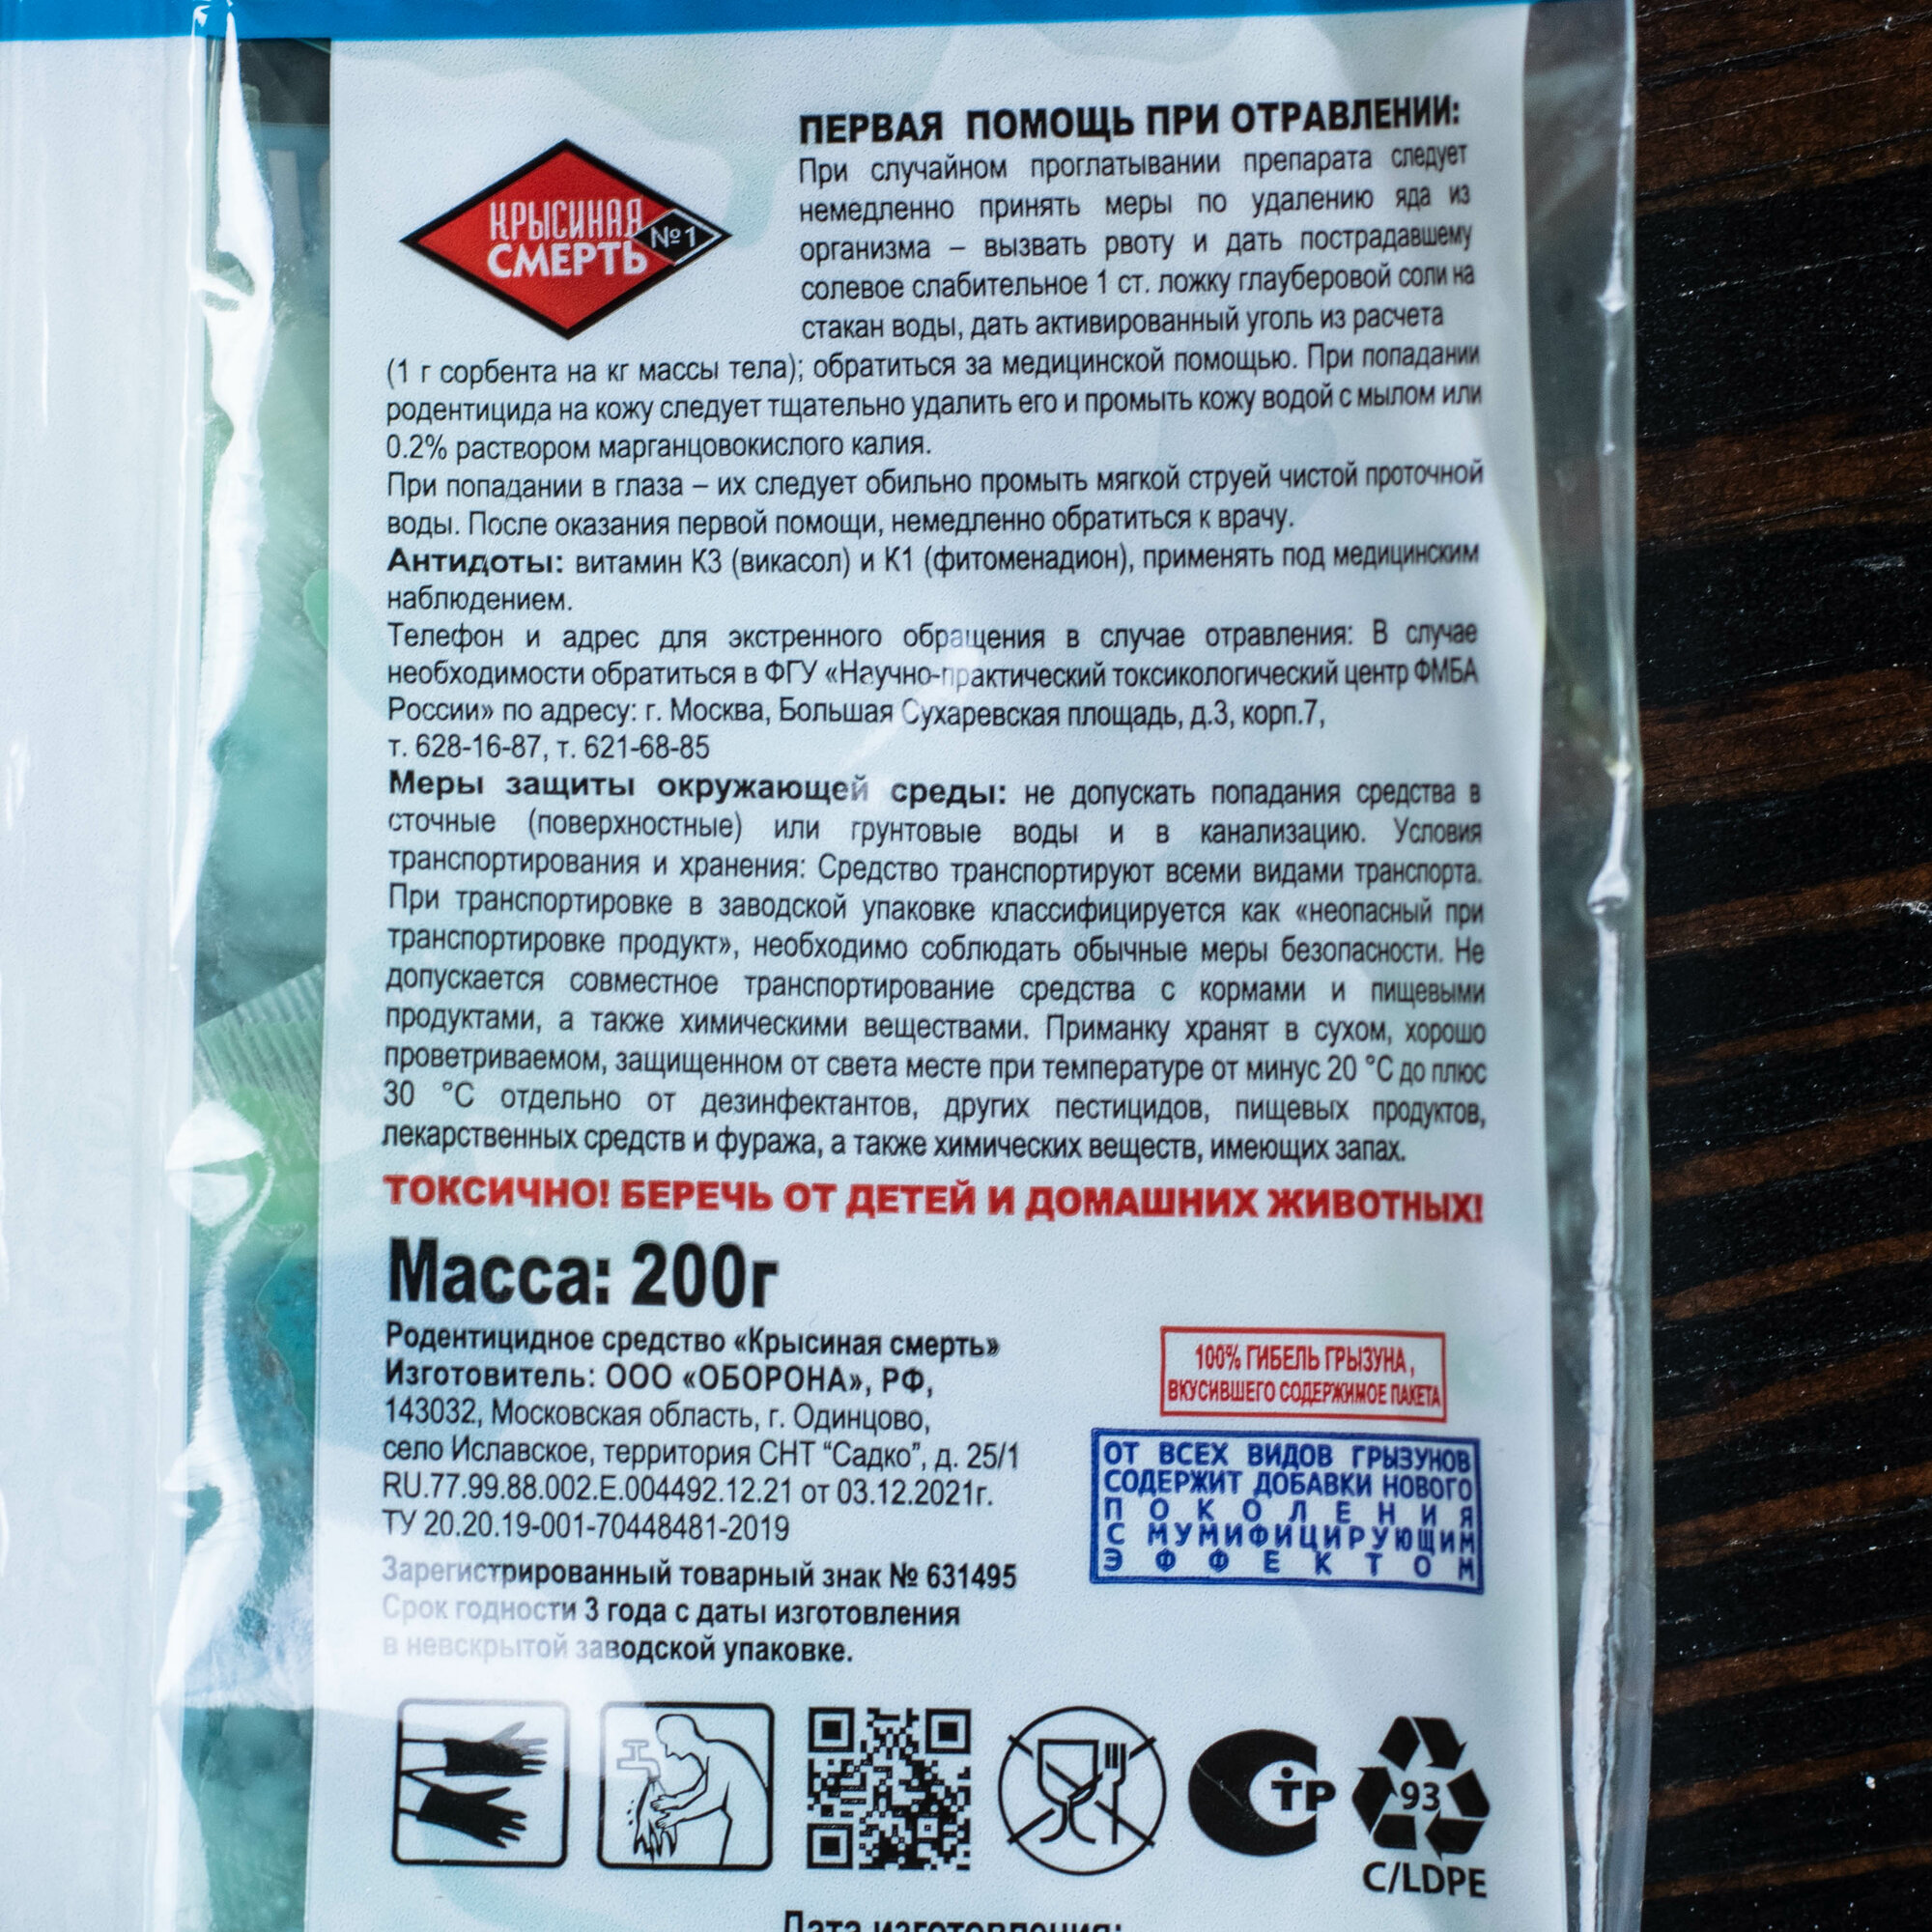 КРЫСИНАЯ
СМЕРТЬ
№1
ПЕРВАЯ ПОМОЩЬ ПРИ ОТРАВЛЕНИИ:
При случайном проглатывании препарата следует
немедленно принять меры по удалению яда из
организма – вызвать рвоту и дать пострадавшему
солевое слабительное 1 ст. ложку глауберовой соли на
стакан воды, дать активированный уголь из расчета
(1 г сорбента на кг массы тела); обратиться за медицинской помощью. При попадании
родентицида на кожу следует тщательно удалить его и промыть кожу водой с мылом или
0.2% раствором марганцовокислого калия.
При попадании в глаза – их следует обильно промыть мягкой струей чистой проточной
воды. После оказания первой помощи, немедленно обратиться к врачу.
Антидоты: витамин К3 (викасол) и К1 (фитоменадион), применять под медицинским
наблюдением.
Телефон и адрес для экстренного обращения в случае отравления: В случае
необходимости обратиться в ФГУ «Научно-практический токсикологический центр ФМБА
России» по адресу: г. Москва, Большая Сухаревская площадь, д.3, корп.7,
т. 628-16-87, т. 621-68-85
Меры защиты окружающей среды: не допускать попадания средства в
сточные (поверхностные) или грунтовые воды и в канализацию. Условия
транспортирования и хранения: Средство транспортируют всеми видами транспорта.
При транспортировке в заводской упаковке классифицируется как «неопасный при
транспортировке продукт», необходимо соблюдать обычные меры безопасности. Не
допускается совместное транспортирование средства с кормами и пищевыми
продуктами, а также химическими веществами. Приманку хранят в сухом, хорошо
проветриваемом, защищенном от света месте при температуре от минус 20 °С до плюс
30 °С отдельно от дезинфектантов, других пестицидов, пищевых продуктов,
лекарственных средств и фуража, а также химических веществ, имеющих запах.
ТОКСИЧНО! БЕРЕЧЬ ОТ ДЕТЕЙ И ДОМАШНИХ ЖИВОТНЫХ!
Масса: 200г
Родентицидное средство «Крысиная смерть»
Изготовитель: ООО «ОБОРОНА», РФ,
143032, Московская область, г. Одинцово,
село Иславское, территория СНТ “Садко”, д. 25/1
RU.77.99.88.002.Е.004492.12.21 от 03.12.2021г.
ТУ 20.20.19-001-70448481-2019
Зарегистрированный товарный знак № 631495
Срок годности 3 года с даты изготовления
в невскрытой заводской упаковке.
100% ГИБЕЛЬ ГРЫЗУНА,
ВКУСИВШЕГО СОДЕРЖИМОЕ ПАКЕТА
ОТ ВСЕХ ВИДОВ ГРЫЗУНОВ
СОДЕРЖИТ ДОБАВКИ НОВОГО
ПОКОЛЕНИЯ
С МУМИФИЦИРУЮЩИМ
ЭФФЕКТОМ
СТР
93
C/LDPE
Дата изготовления: